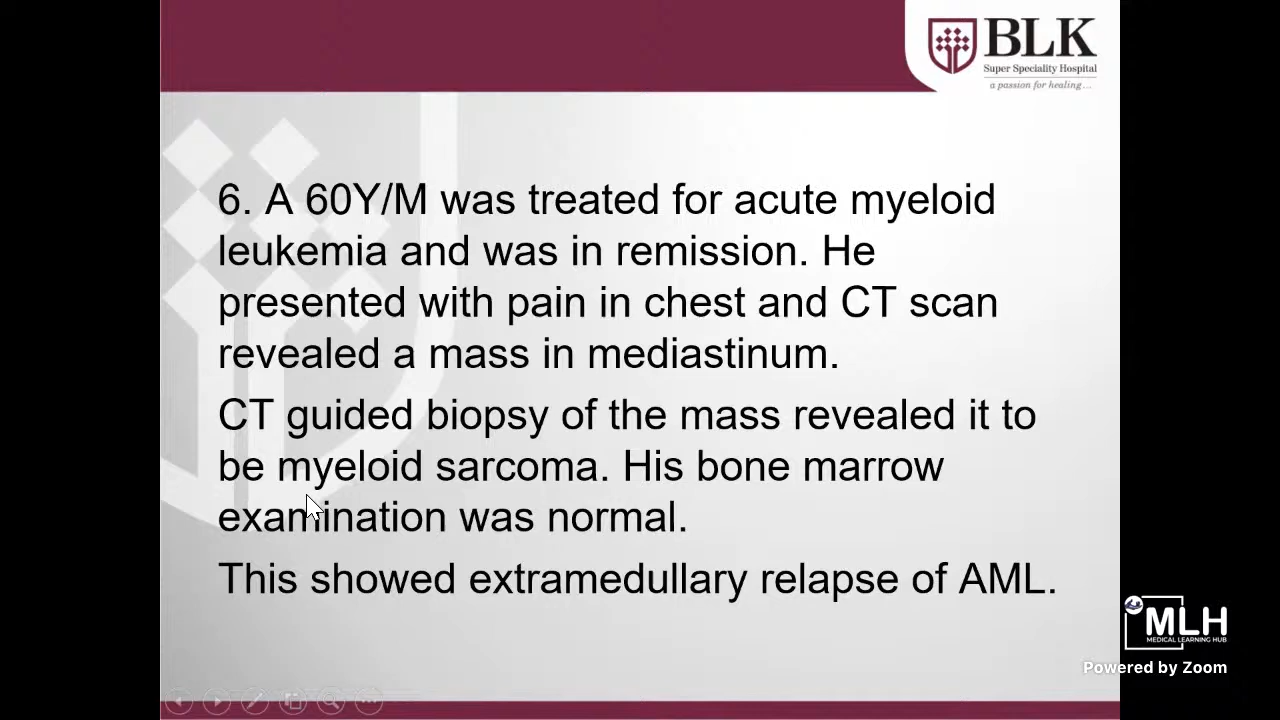 BLK
Super Speciality Hospital
a passion for healing...
6. A 60Y/M was treated for acute myeloid
leukemia and was in remission. He
presented with pain in chest and CT scan
revealed a mass in mediastinum.
CT guided biopsy of the mass revealed it to
be myeloid sarcoma. His bone marrow
examination was normal.
This showed extramedullary relapse of AML.
MLH
MEDICAL LEARNING HUB
Powered by Zoom